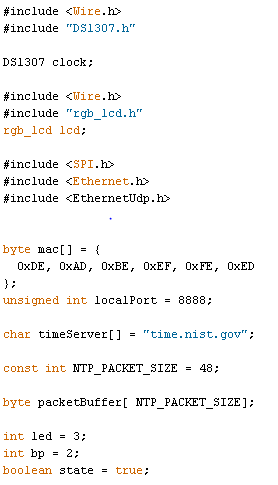 #include <Wire.h>
#include "DS1307.h"
DS1307 clock;
#include <Wire.h>
#include "rgb_lcd.h"
rgb_lcd lcd;
#include <SPI.h>
#include <Ethernet.h>
#include <EthernetUdp.h>
byte mac[] = {
  0xDE, 0xAD, 0xBE, 0xEF, 0xFE, 0xED
};
unsigned int localPort = 8888;
char timeServer[] = "time.nist.gov";
const int NTP_PACKET_SIZE = 48;
byte packetBuffer[ NTP_PACKET_SIZE];
int led = 3;
int bp = 2;
boolean state = true;